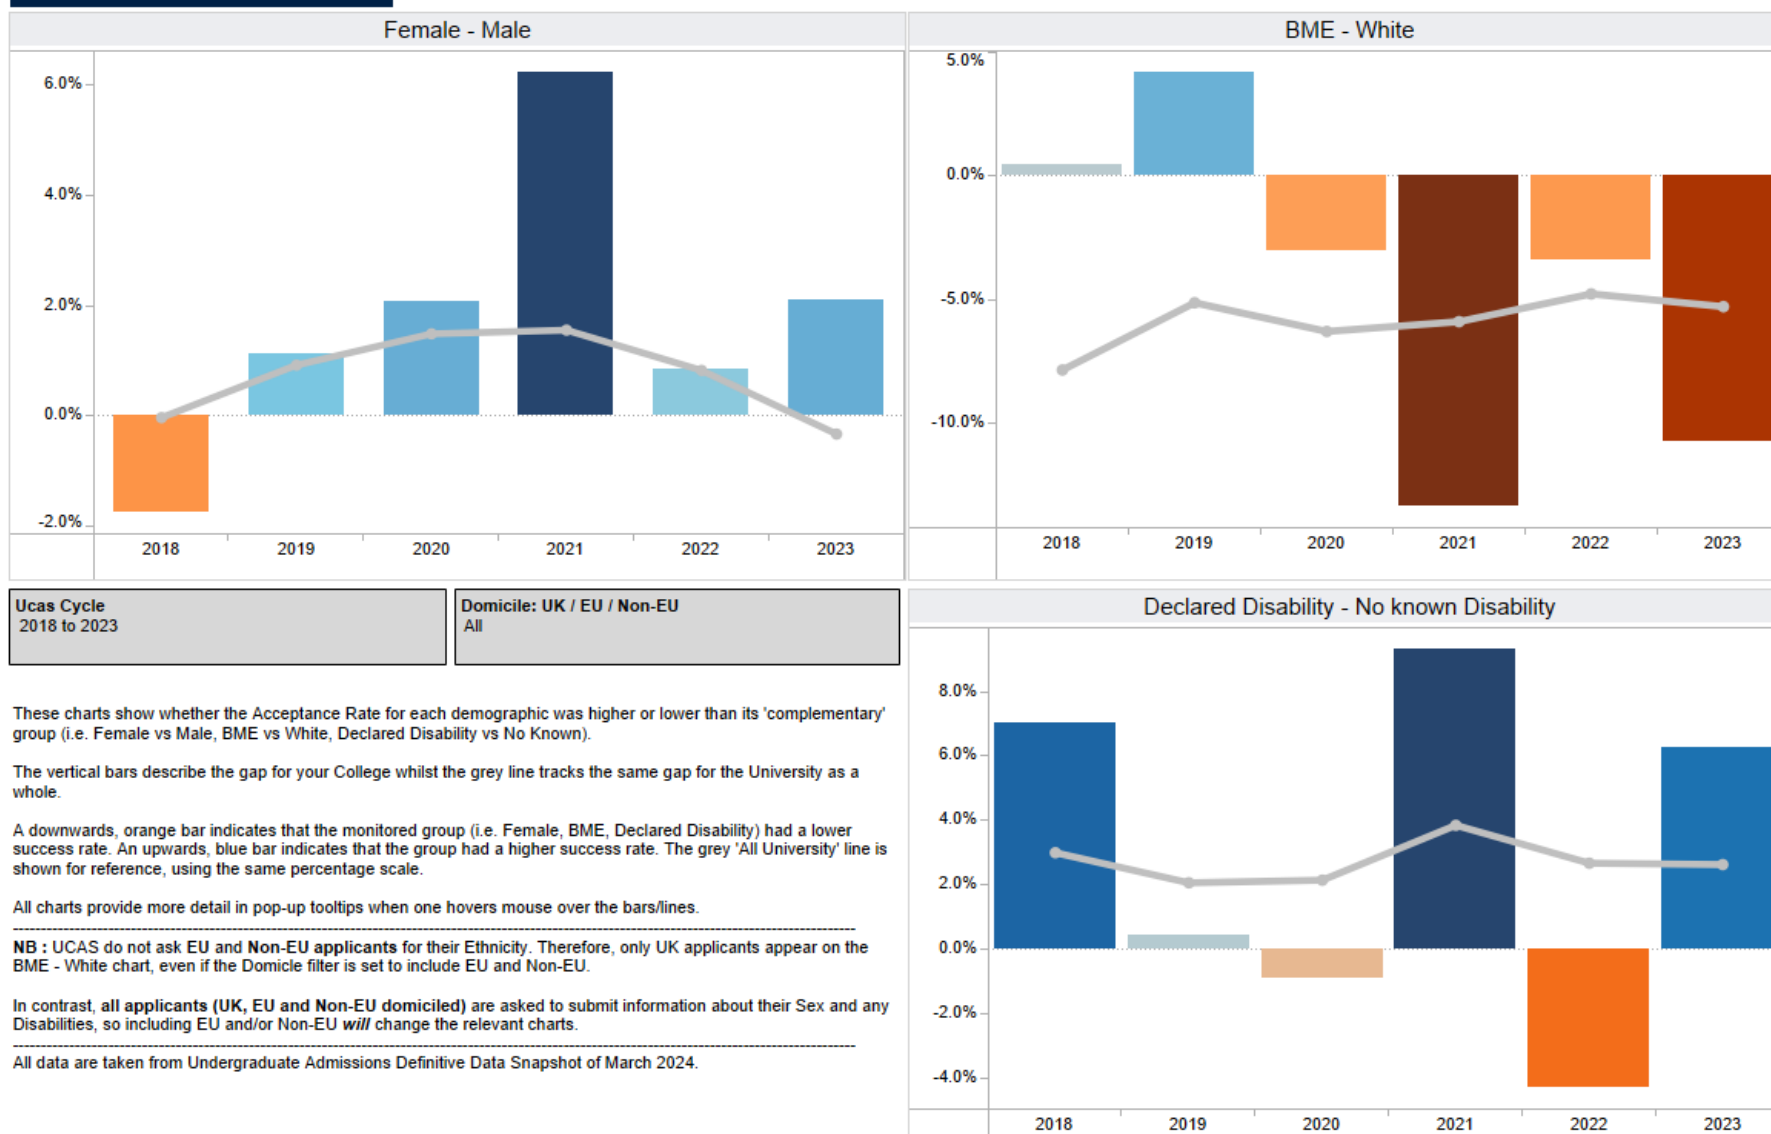 Female - Male
6.0%
4.0%
2.0%
0.0%
-2.0%
2018 2019 2020 2021 2022 2023
BME - White
5.0%
0.0%
-5.0%
-10.0%
2018 2019 2020 2021 2022 2023
Ucas Cycle
2018 to 2023
Domicile: UK / EU / Non-EU
All
These charts show whether the Acceptance Rate for each demographic was higher or lower than its 'complementary'
group (i.e. Female vs Male, BME vs White, Declared Disability vs No Known).
The vertical bars describe the gap for your College whilst the grey line tracks the same gap for the University as a
whole.
A downwards, orange bar indicates that the monitored group (i.e. Female, BME, Declared Disability) had a lower
success rate. An upwards, blue bar indicates that the group had a higher success rate. The grey 'All University' line is
shown for reference, using the same percentage scale.
All charts provide more detail in pop-up tooltips when one hovers mouse over the bars/lines.
NB : UCAS do not ask EU and Non-EU applicants for their Ethnicity. Therefore, only UK applicants appear on the
BME - White chart, even if the Domicle filter is set to include EU and Non-EU.
In contrast, all applicants (UK, EU and Non-EU domiciled) are asked to submit information about their Sex and any
Disabilities, so including EU and/or Non-EU will change the relevant charts.
All data are taken from Undergraduate Admissions Definitive Data Snapshot of March 2024.
Declared Disability - No known Disability
8.0%
6.0%
4.0%
2.0%
0.0%
-2.0%
-4.0%
2018 2019 2020 2021 2022 2023